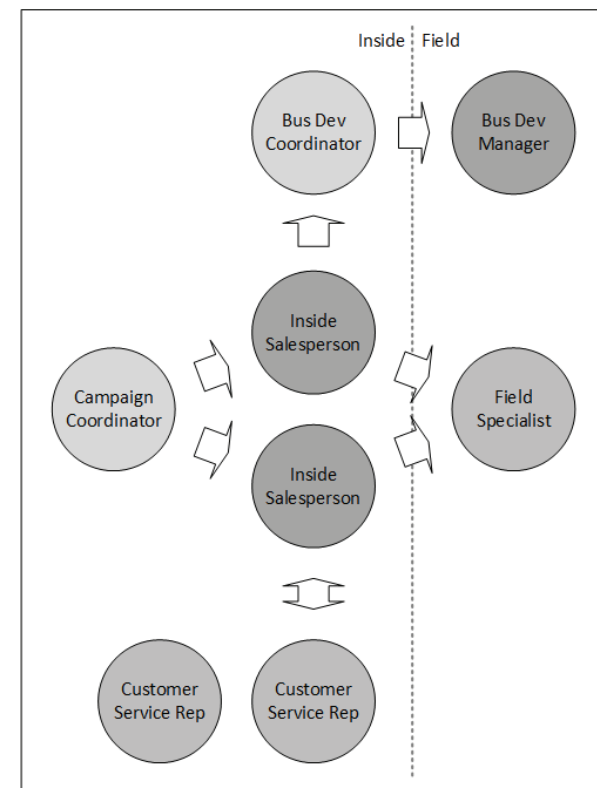 Inside Field
Bus Dev
Coordinator
Bus Dev
Manager
Inside
Salesperson
Campaign
Coordinator
Field
Specialist
Inside
Salesperson
Customer
Service Rep
Customer
Service Rep